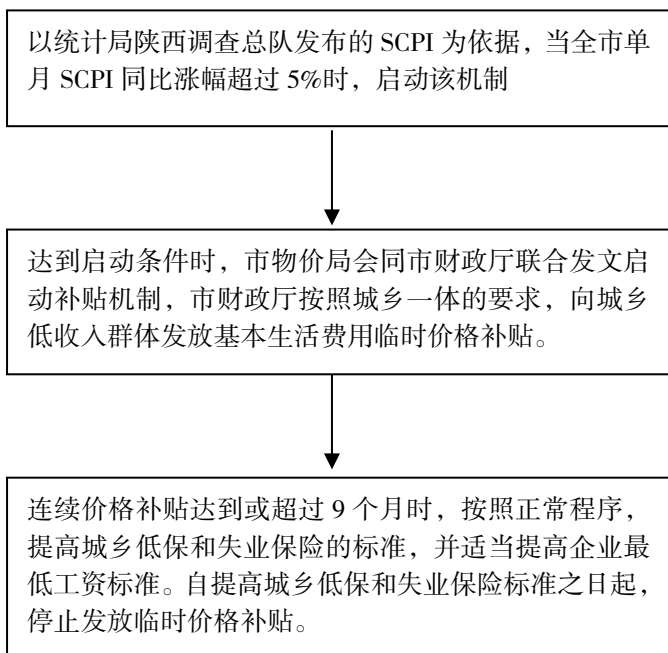 以统计局陕西调查总队发布的 SCPI 为依据，当全市单
月 SCPI 同比涨幅超过 5%时，启动该机制
达到启动条件时，市物价局会同市财政厅联合发文启
动补贴机制，市财政厅按照城乡一体的要求，向城乡
低收入群体发放基本生活费用临时价格补贴。
连续价格补贴达到或超过 9 个月时，按照正常程序，
提高城乡低保和失业保险的标准，并适当提高企业最
低工资标准。自提高城乡低保和失业保险标准之日起，
停止发放临时价格补贴。